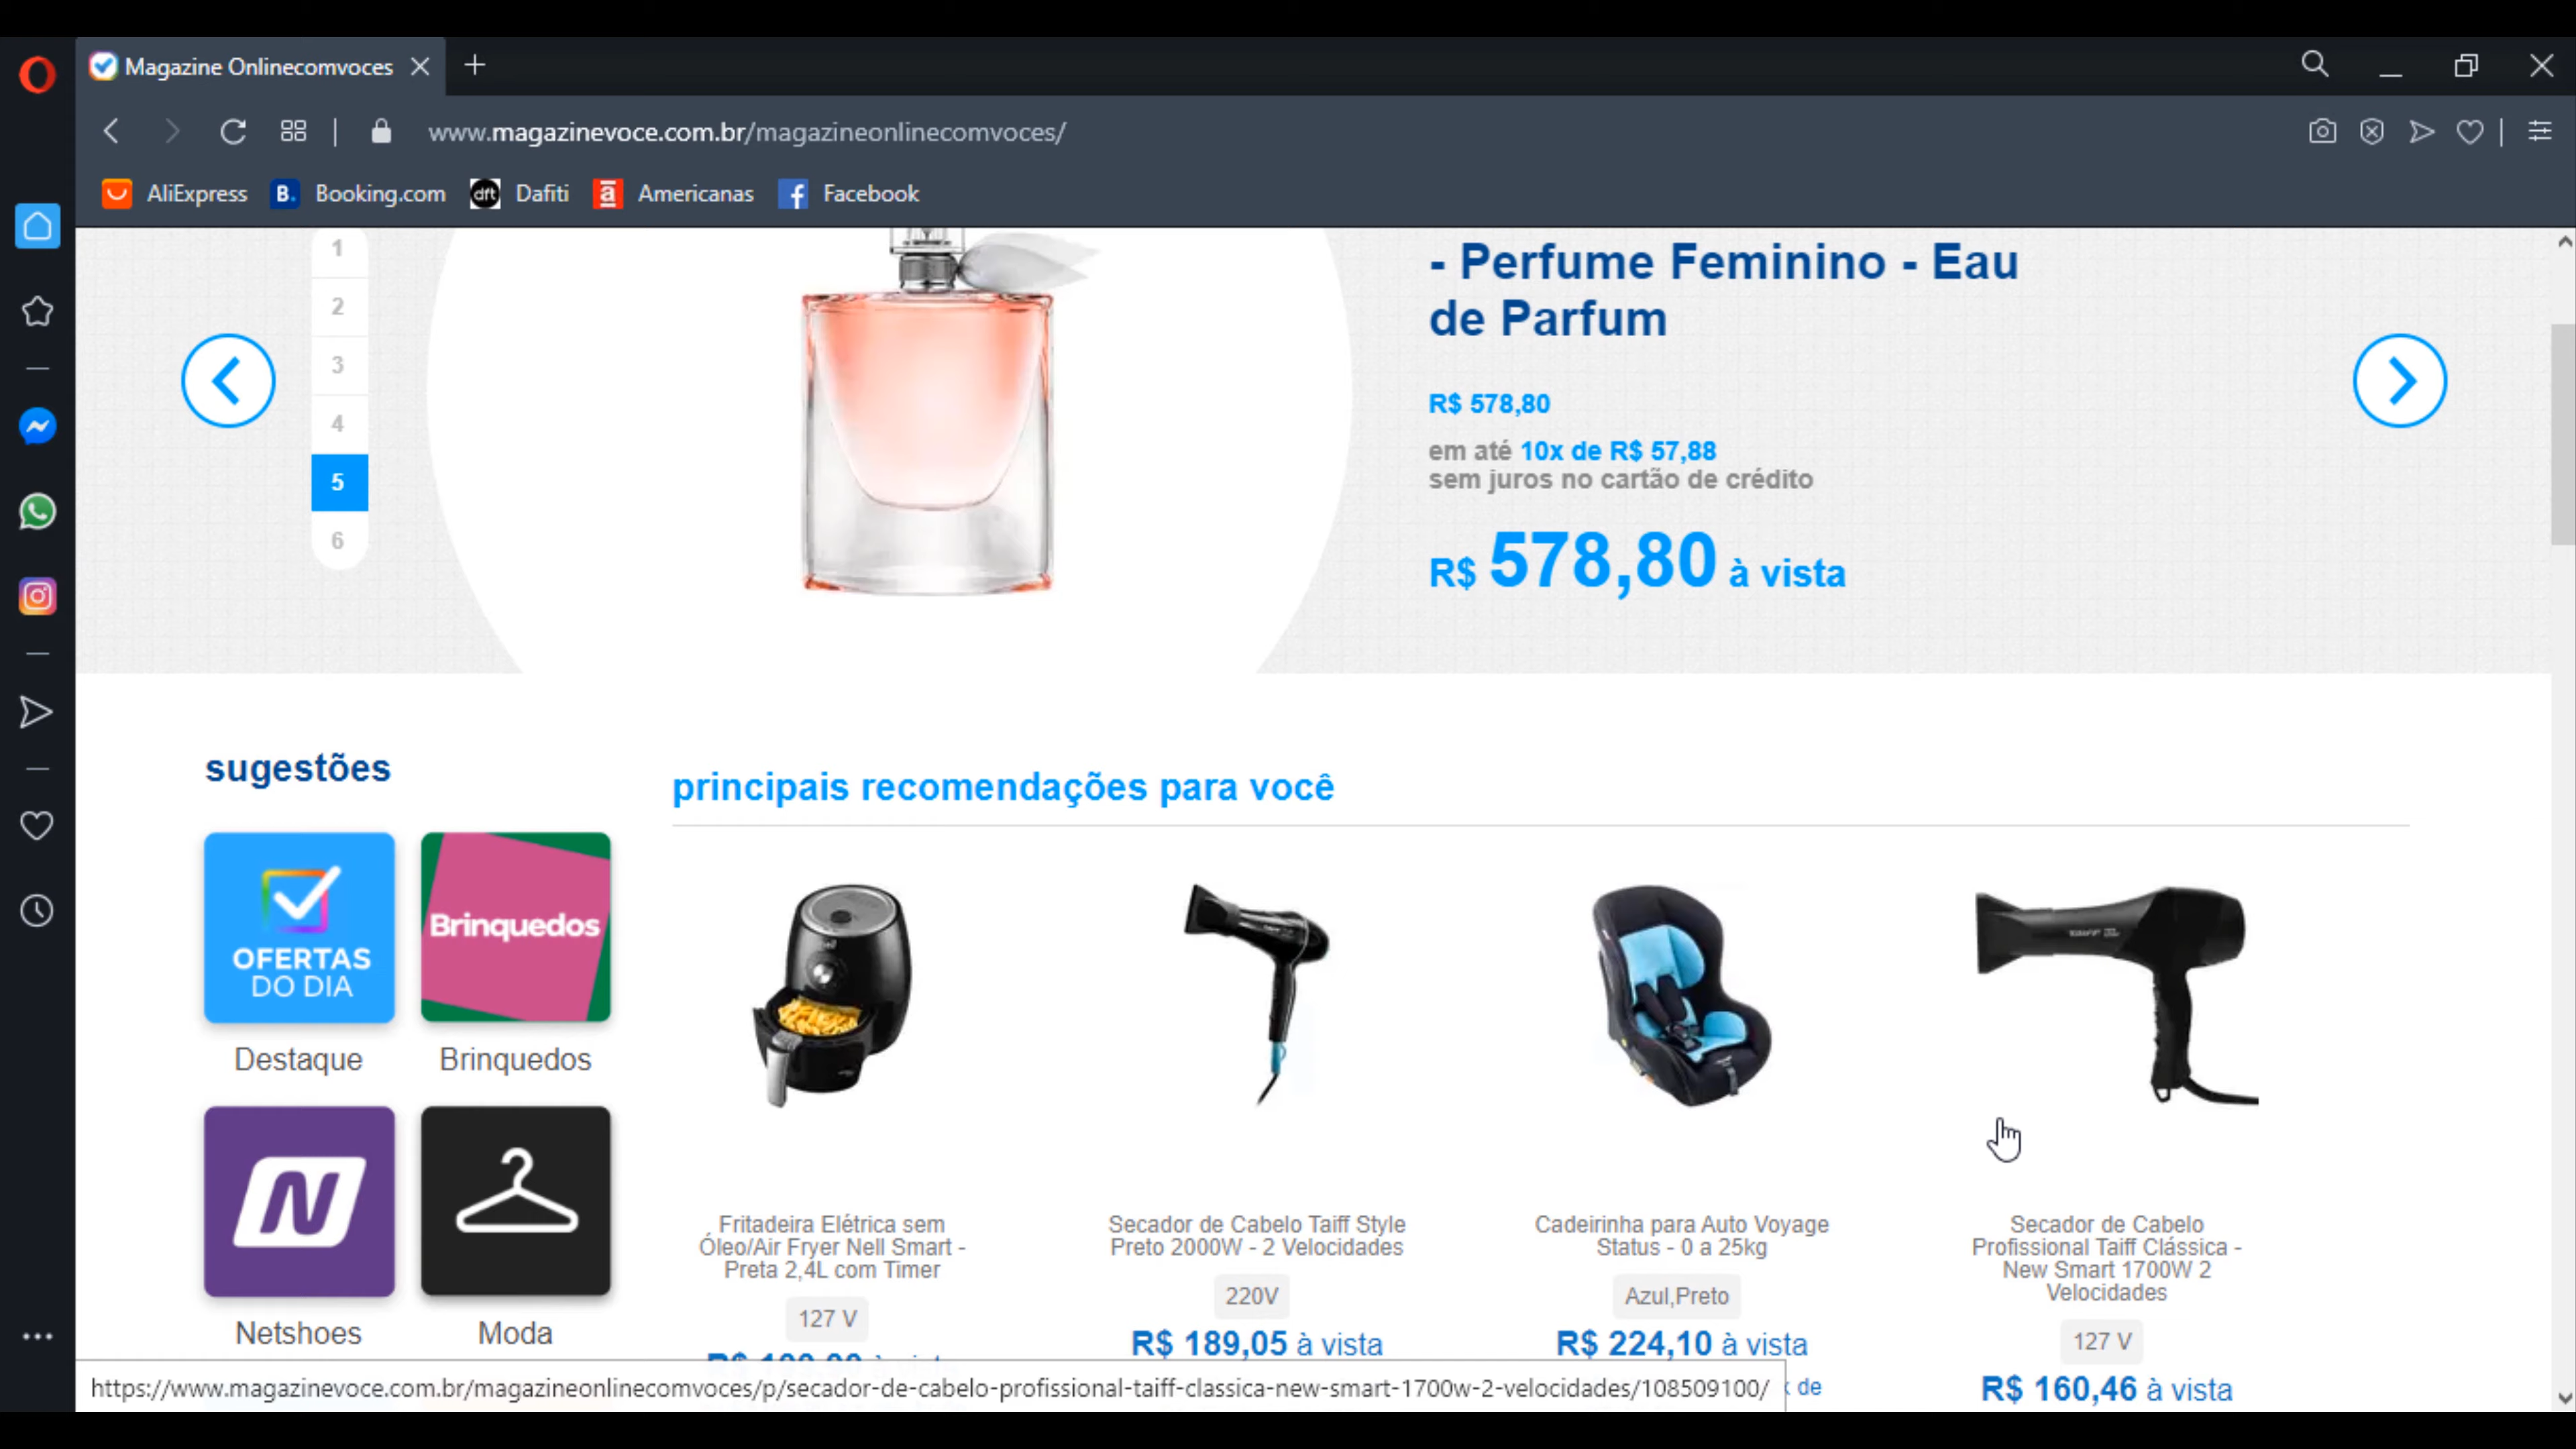 Magazine Onlinecomvoces
www.magazinevoce.com.br/magazineonlinecomvoces/
AliExpress
B.
Booking.com
dft
Dafiti
a
Americanas
f
Facebook
1
2
3
4
5
6
- Perfume Feminino - Eau
de Parfum
R$ 578,80
em até 10x de R$ 57,88
sem juros no cartão de crédito
R$ 578,80 à vista
sugestões
principais recomendações para você
OFERTAS
DO DIA
Brinquedos
Destaque
Brinquedos
N
Netshoes
Moda
Fritadeira Elétrica sem
Óleo/Air Fryer Nell Smart -
Preta 2,4L com Timer
127 V
Secador de Cabelo Taiff Style
Preto 2000W - 2 Velocidades
220V
R$ 189,05 à vista
Cadeirinha para Auto Voyage
Status - 0 a 25kg
Azul,Preto
R$ 224,10 à vista
de
Secador de Cabelo
Profissional Taiff Clássica -
New Smart 1700W 2
Velocidades
127 V
R$ 160,46 à vista
https://www.magazinevoce.com.br/magazineonlinecomvoces/p/secador-de-cabelo-profissional-taiff-classica-new-smart-1700w-2-velocidades/108509100/